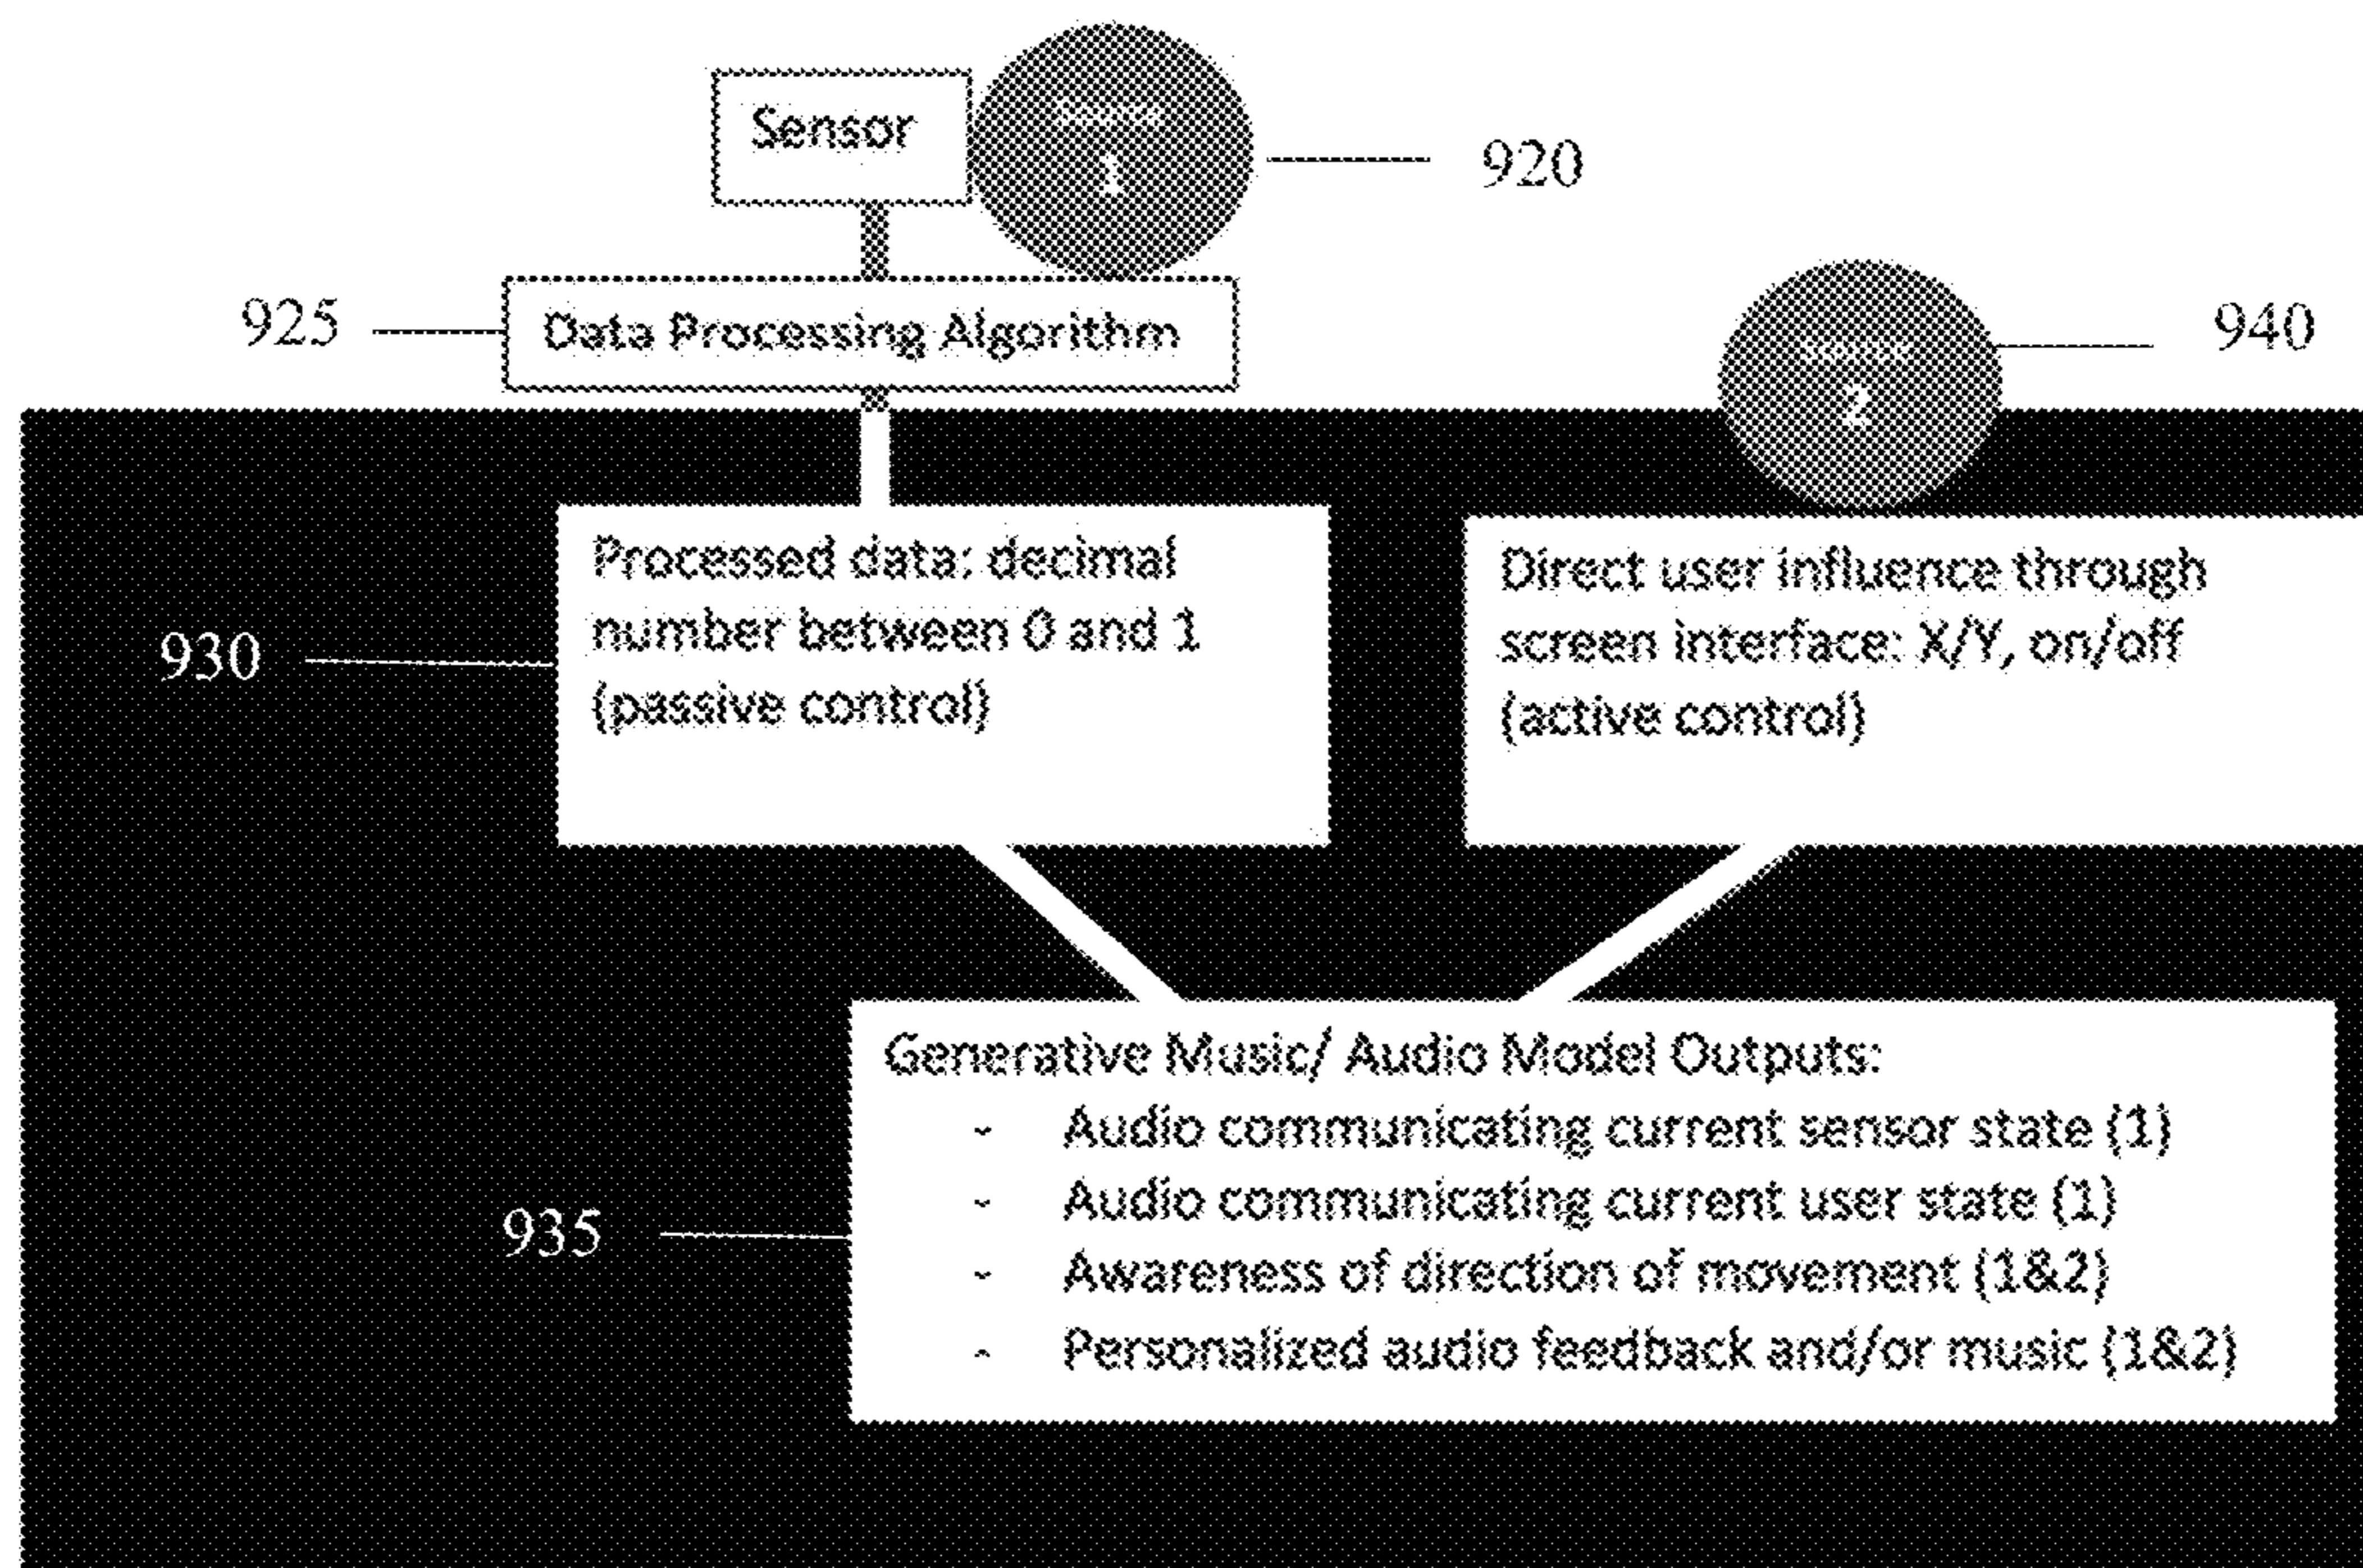 Sensor
1
920
925
Data Processing Algorithm
940
2
Processed data: decimal
number between 0 and 1
(passive control)
930
Direct user influence through
screen interface: X/Y, on/off
(active control)
Generative Music/ Audio Model Outputs:
- Audio communicating current sensor state (1)
- Audio communicating current user state (1)
- Awareness of direction of movement (1&2)
- Personalized audio feedback and/or music (1&2)
935